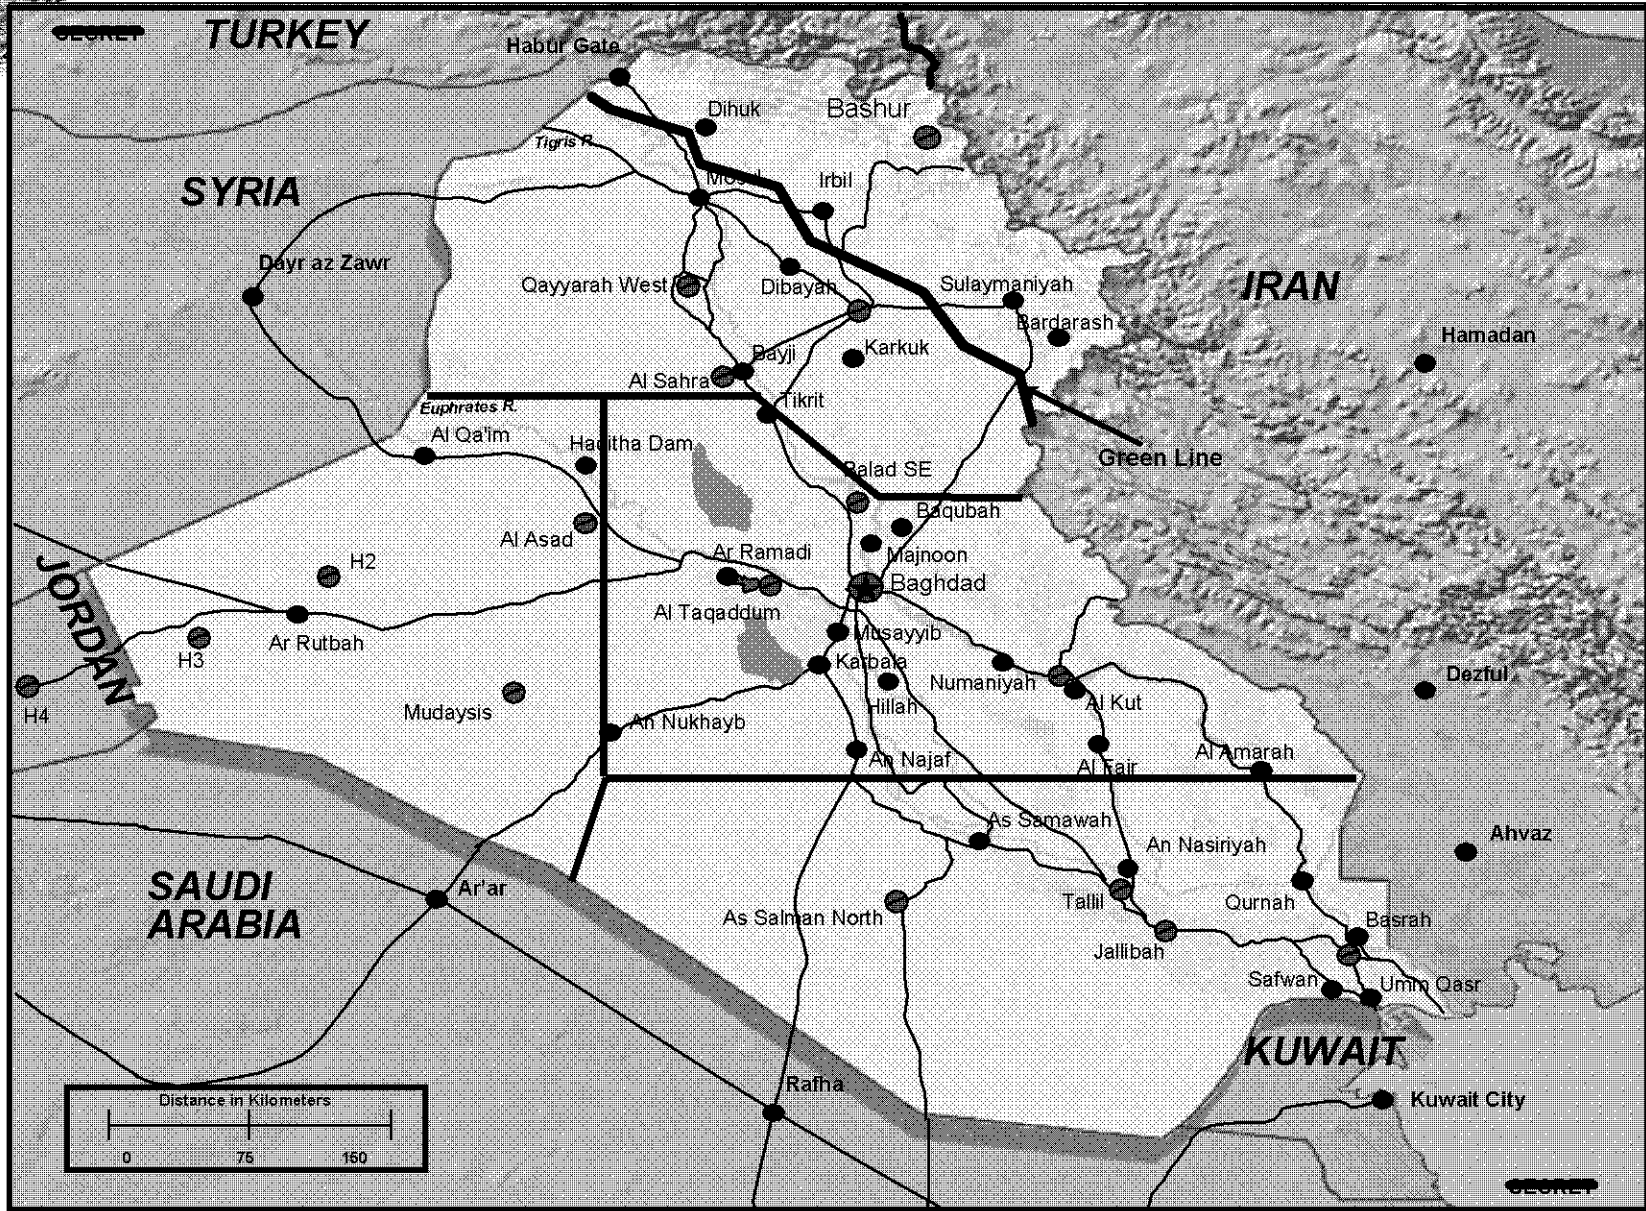 SECRET
TURKEY
Habur Gate
Dihuk
Bashur
Tigris R.
SYRIA
Mosul
Irbil
Dayr az Zawr
Qayyarah West
Dibayah
Sulaymaniyah
IRAN
Bardarash
Hamadan
Karkuk
Bayji
Al Sahra
Tikrit
Euphrates R.
Al Qa'im
Haditha Dam
Green Line
Balad SE
Baqubah
Al Asad
Ar Ramadi
Majnoon
H2
Baghdad
JORDAN
Al Taqaddum
Musayyib
Ar Rutbah
H3
Karbala
Numaniyah
Dezful
H4
Mudaysis
An Nukhayb
Hillah
Al Kut
An Najaf
Al Fair
Al Amarah
As Samawah
An Nasiriyah
Ahvaz
SAUDI
ARABIA
Ar'ar
As Salman North
Tallil
Qurnah
Basrah
Jallibah
Safwan
Umm Qasr
KUWAIT
Rafha
Kuwait City
Distance in Kilometers
0 75 150
SECRET